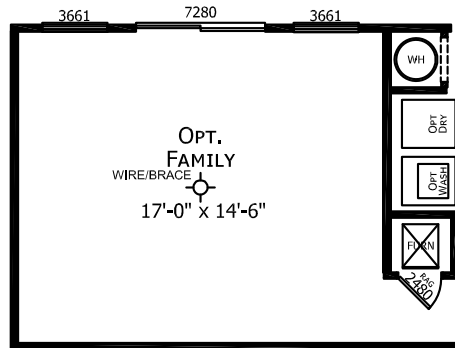 3661
7280
3661
WH
OPT.
FAMILY
WIRE/BRACE
17'-0" x 14'-6"
OPT
DRY
OPT
WASH
FURN
RAG
2480